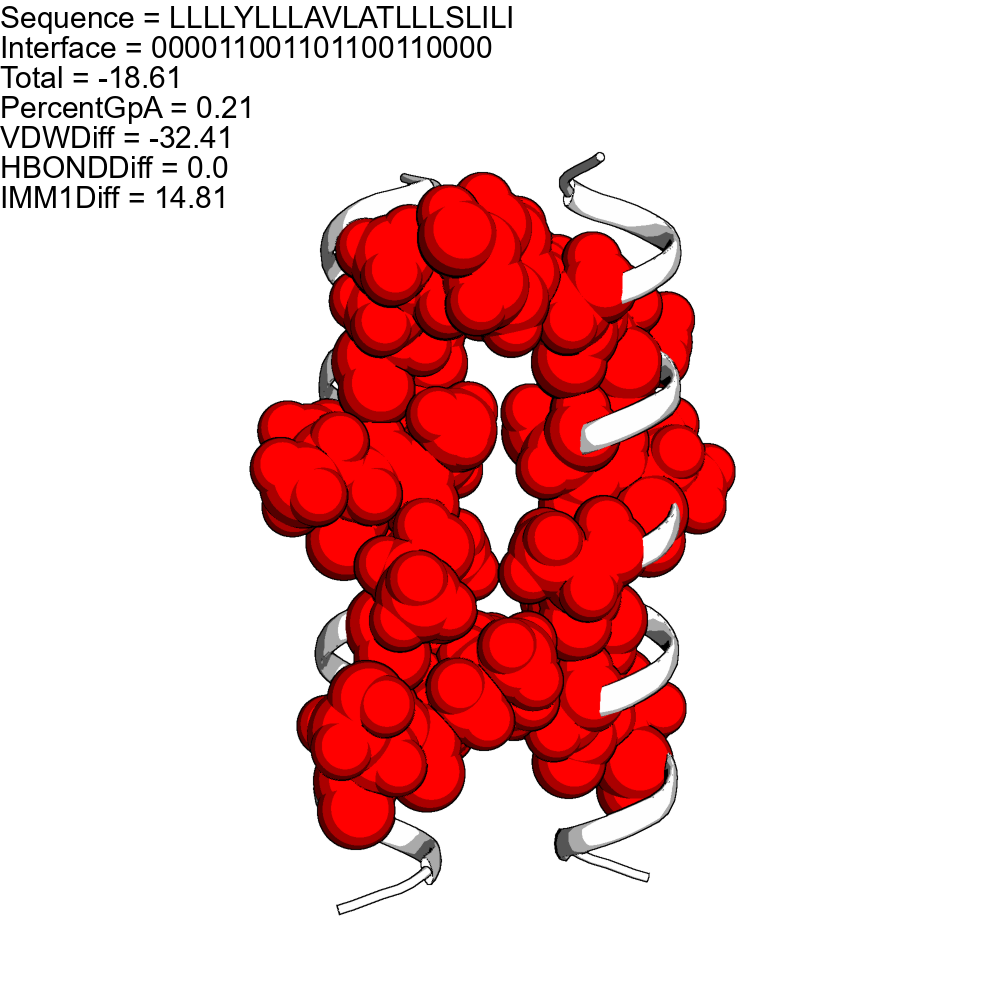 Sequence = LLLLYLLLAVLATLLLSLILI
Interface = 000011001101100110000
Total = -18.61
PercentGpA = 0.21
VDWDiff = -32.41
HBONDDiff = 0.0
IMM1Diff = 14.81